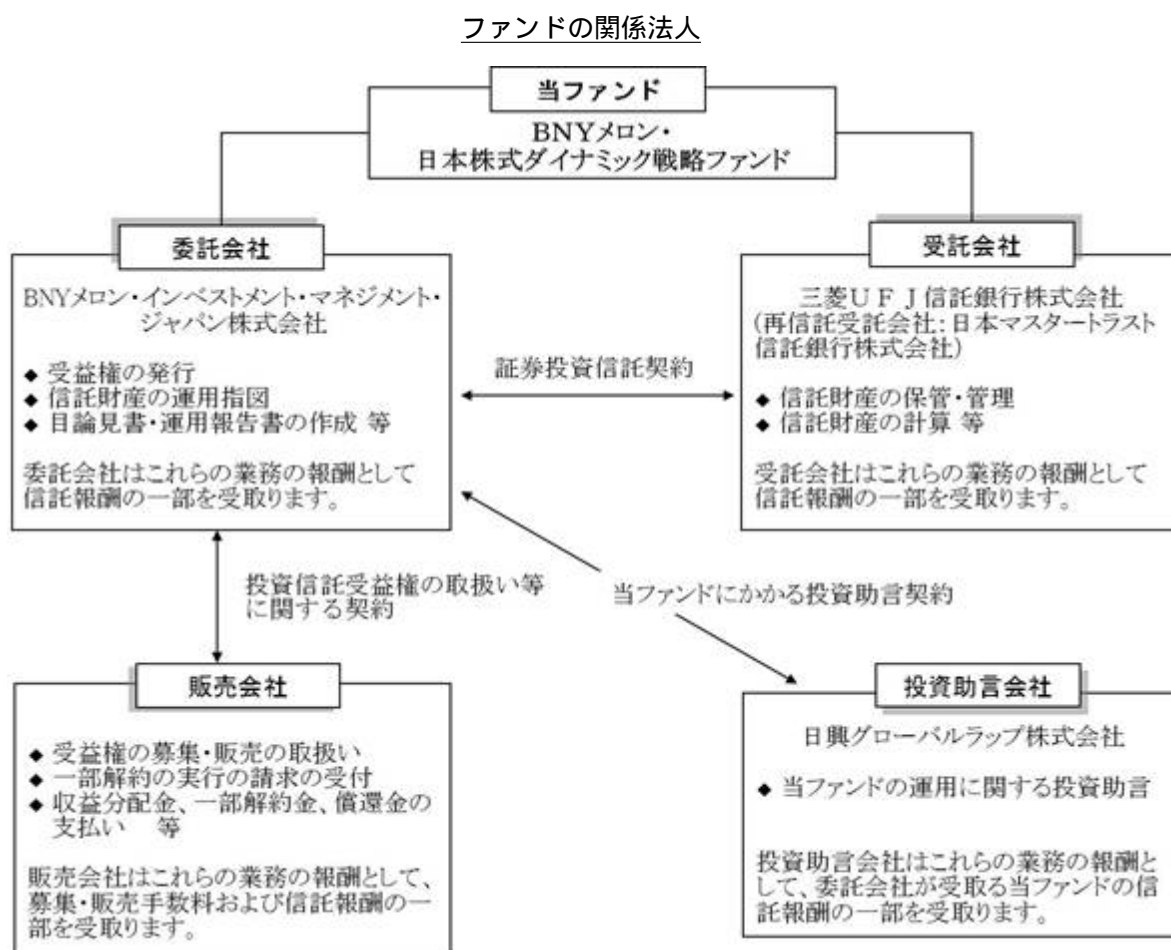 ファンドの関係法人
当ファンド
BNYメロン・
日本株式ダイナミック戦略ファンド
委託会社
BNYメロン・インベストメント・マネジメント・
ジャパン株式会社
◆ 受益権の発行
◆ 信託財産の運用指図
◆ 目論見書・運用報告書の作成 等
委託会社はこれらの業務の報酬として
信託報酬の一部を受取ります。
証券投資信託契約
受託会社
三菱UFJ信託銀行株式会社
(再信託受託会社:日本マスタートラスト
信託銀行株式会社)
◆ 信託財産の保管・管理
◆ 信託財産の計算 等
受託会社はこれらの業務の報酬として
信託報酬の一部を受取ります。
投資信託受益権の取扱い等
に関する契約
当ファンドにかかる投資助言契約
販売会社
◆ 受益権の募集・販売の取扱い
◆ 一部解約の実行の請求の受付
◆ 収益分配金、一部解約金、償還金の
支払い 等
販売会社はこれらの業務の報酬として、
募集・販売手数料および信託報酬の一
部を受取ります。
投資助言会社
日興グローバルラップ株式会社
◆ 当ファンドの運用に関する投資助言
投資助言会社はこれらの業務の報酬と
して、委託会社が受取る当ファンドの信
託報酬の一部を受取ります。